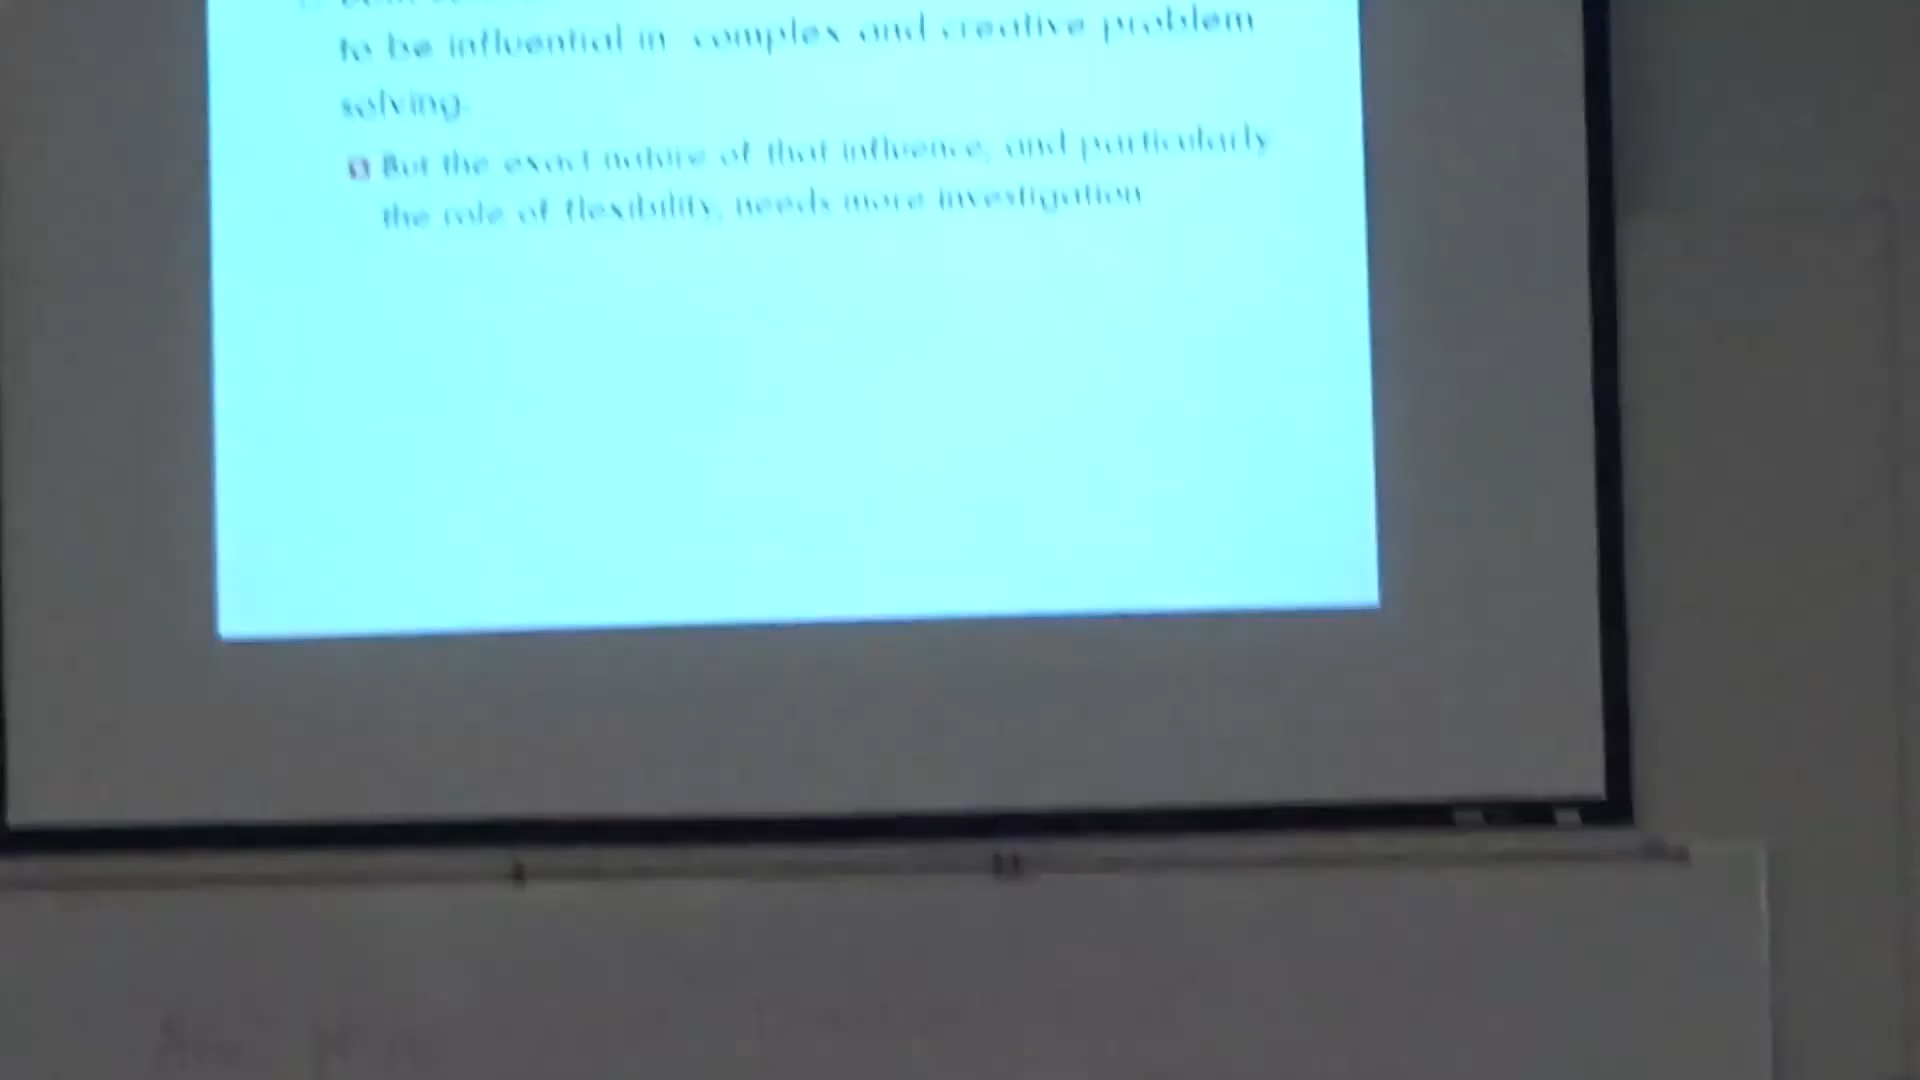 to be influential in complex and creative problem
solving.
But the exact nature of that influence, and particularly
the role of flexibility, needs more investigation